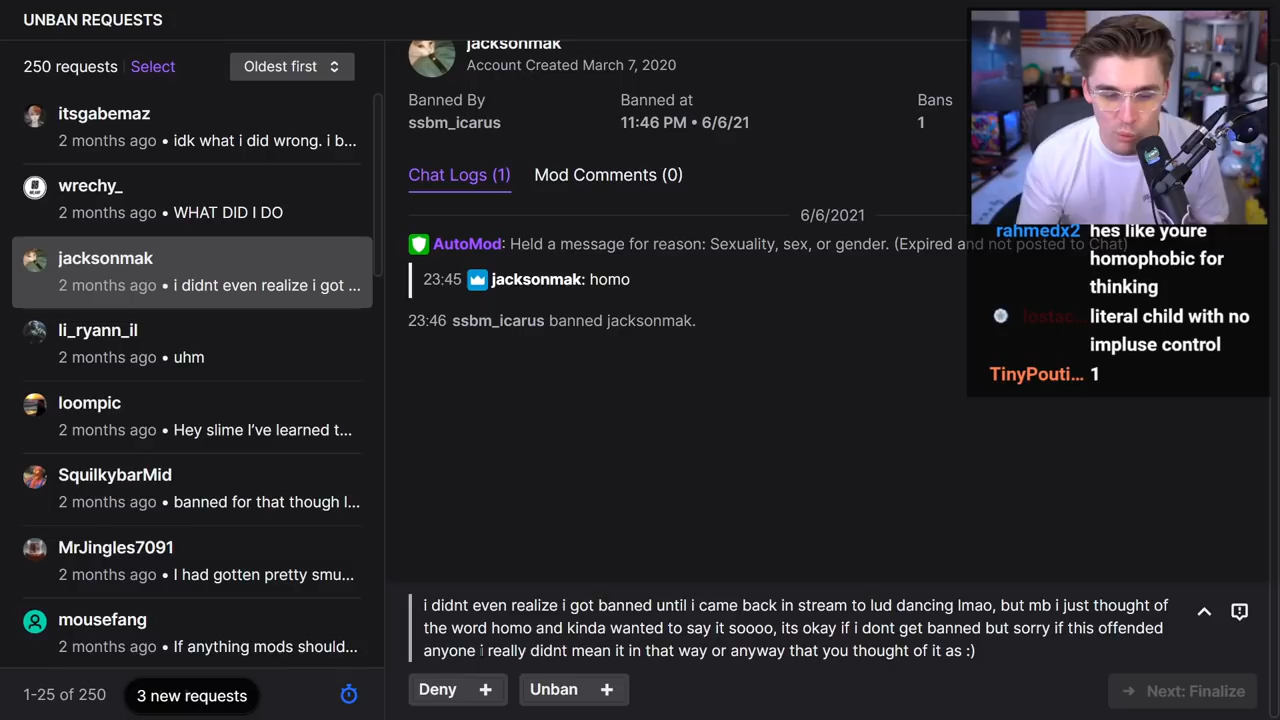 UNBAN REQUESTS
250 requests Select Oldest first
itsgabemaz
2 months ago • idk what i did wrong. i b...
wrechy_
2 months ago • WHAT DID I DO
jacksonmak
2 months ago • i didnt even realize i got ...
li_ryann_il
2 months ago • uhm
loompic
2 months ago • Hey slime I've learned t...
SquilkybarMid
2 months ago • banned for that though l...
MrJingles7091
2 months ago • I had gotten pretty smu...
mousefang
2 months ago • If anything mods should...
1-25 of 250 3 new requests
jacksonmak
Account Created March 7, 2020
Banned By Banned at Bans
ssbm_icarus 11:46 PM • 6/6/21 1
Chat Logs (1) Mod Comments (0)
6/6/2021
AutoMod: Held a message for reason: Sexuality, sex, or gender. (Expired and not posted to Chat)
23:45 jacksonmak: homo
23:46 ssbm_icarus banned jacksonmak.
rahmedx2 hes like youre
homophobic for
thinking
lostac... literal child with no
impluse control
TinyPouti... 1
i didnt even realize i got banned until i came back in stream to lud dancing lmao, but mb i just thought of
the word homo and kinda wanted to say it soooo, its okay if i dont get banned but sorry if this offended
anyone i really didnt mean it in that way or anyway that you thought of it as :)
Deny + Unban +
Next: Finalize